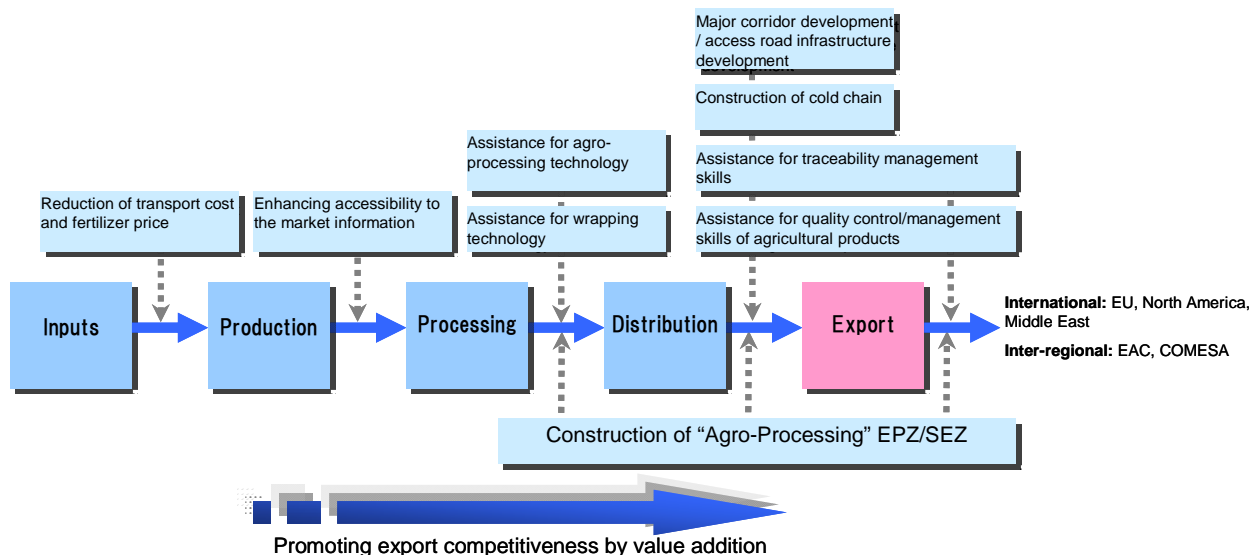 Major corridor development
/ access road infrastructure
development
Construction of cold chain
Assistance for agro-
processing technology
Assistance for traceability management
skills
Reduction of transport cost
and fertilizer price
Enhancing accessibility to
the market information
Assistance for wrapping
technology
Assistance for quality control/management
skills of agricultural products
Inputs
Production
Processing
Distribution
Export
International: EU, North America,
Middle East
Inter-regional: EAC, COMESA
Construction of “Agro-Processing” EPZ/SEZ
Promoting export competitiveness by value addition